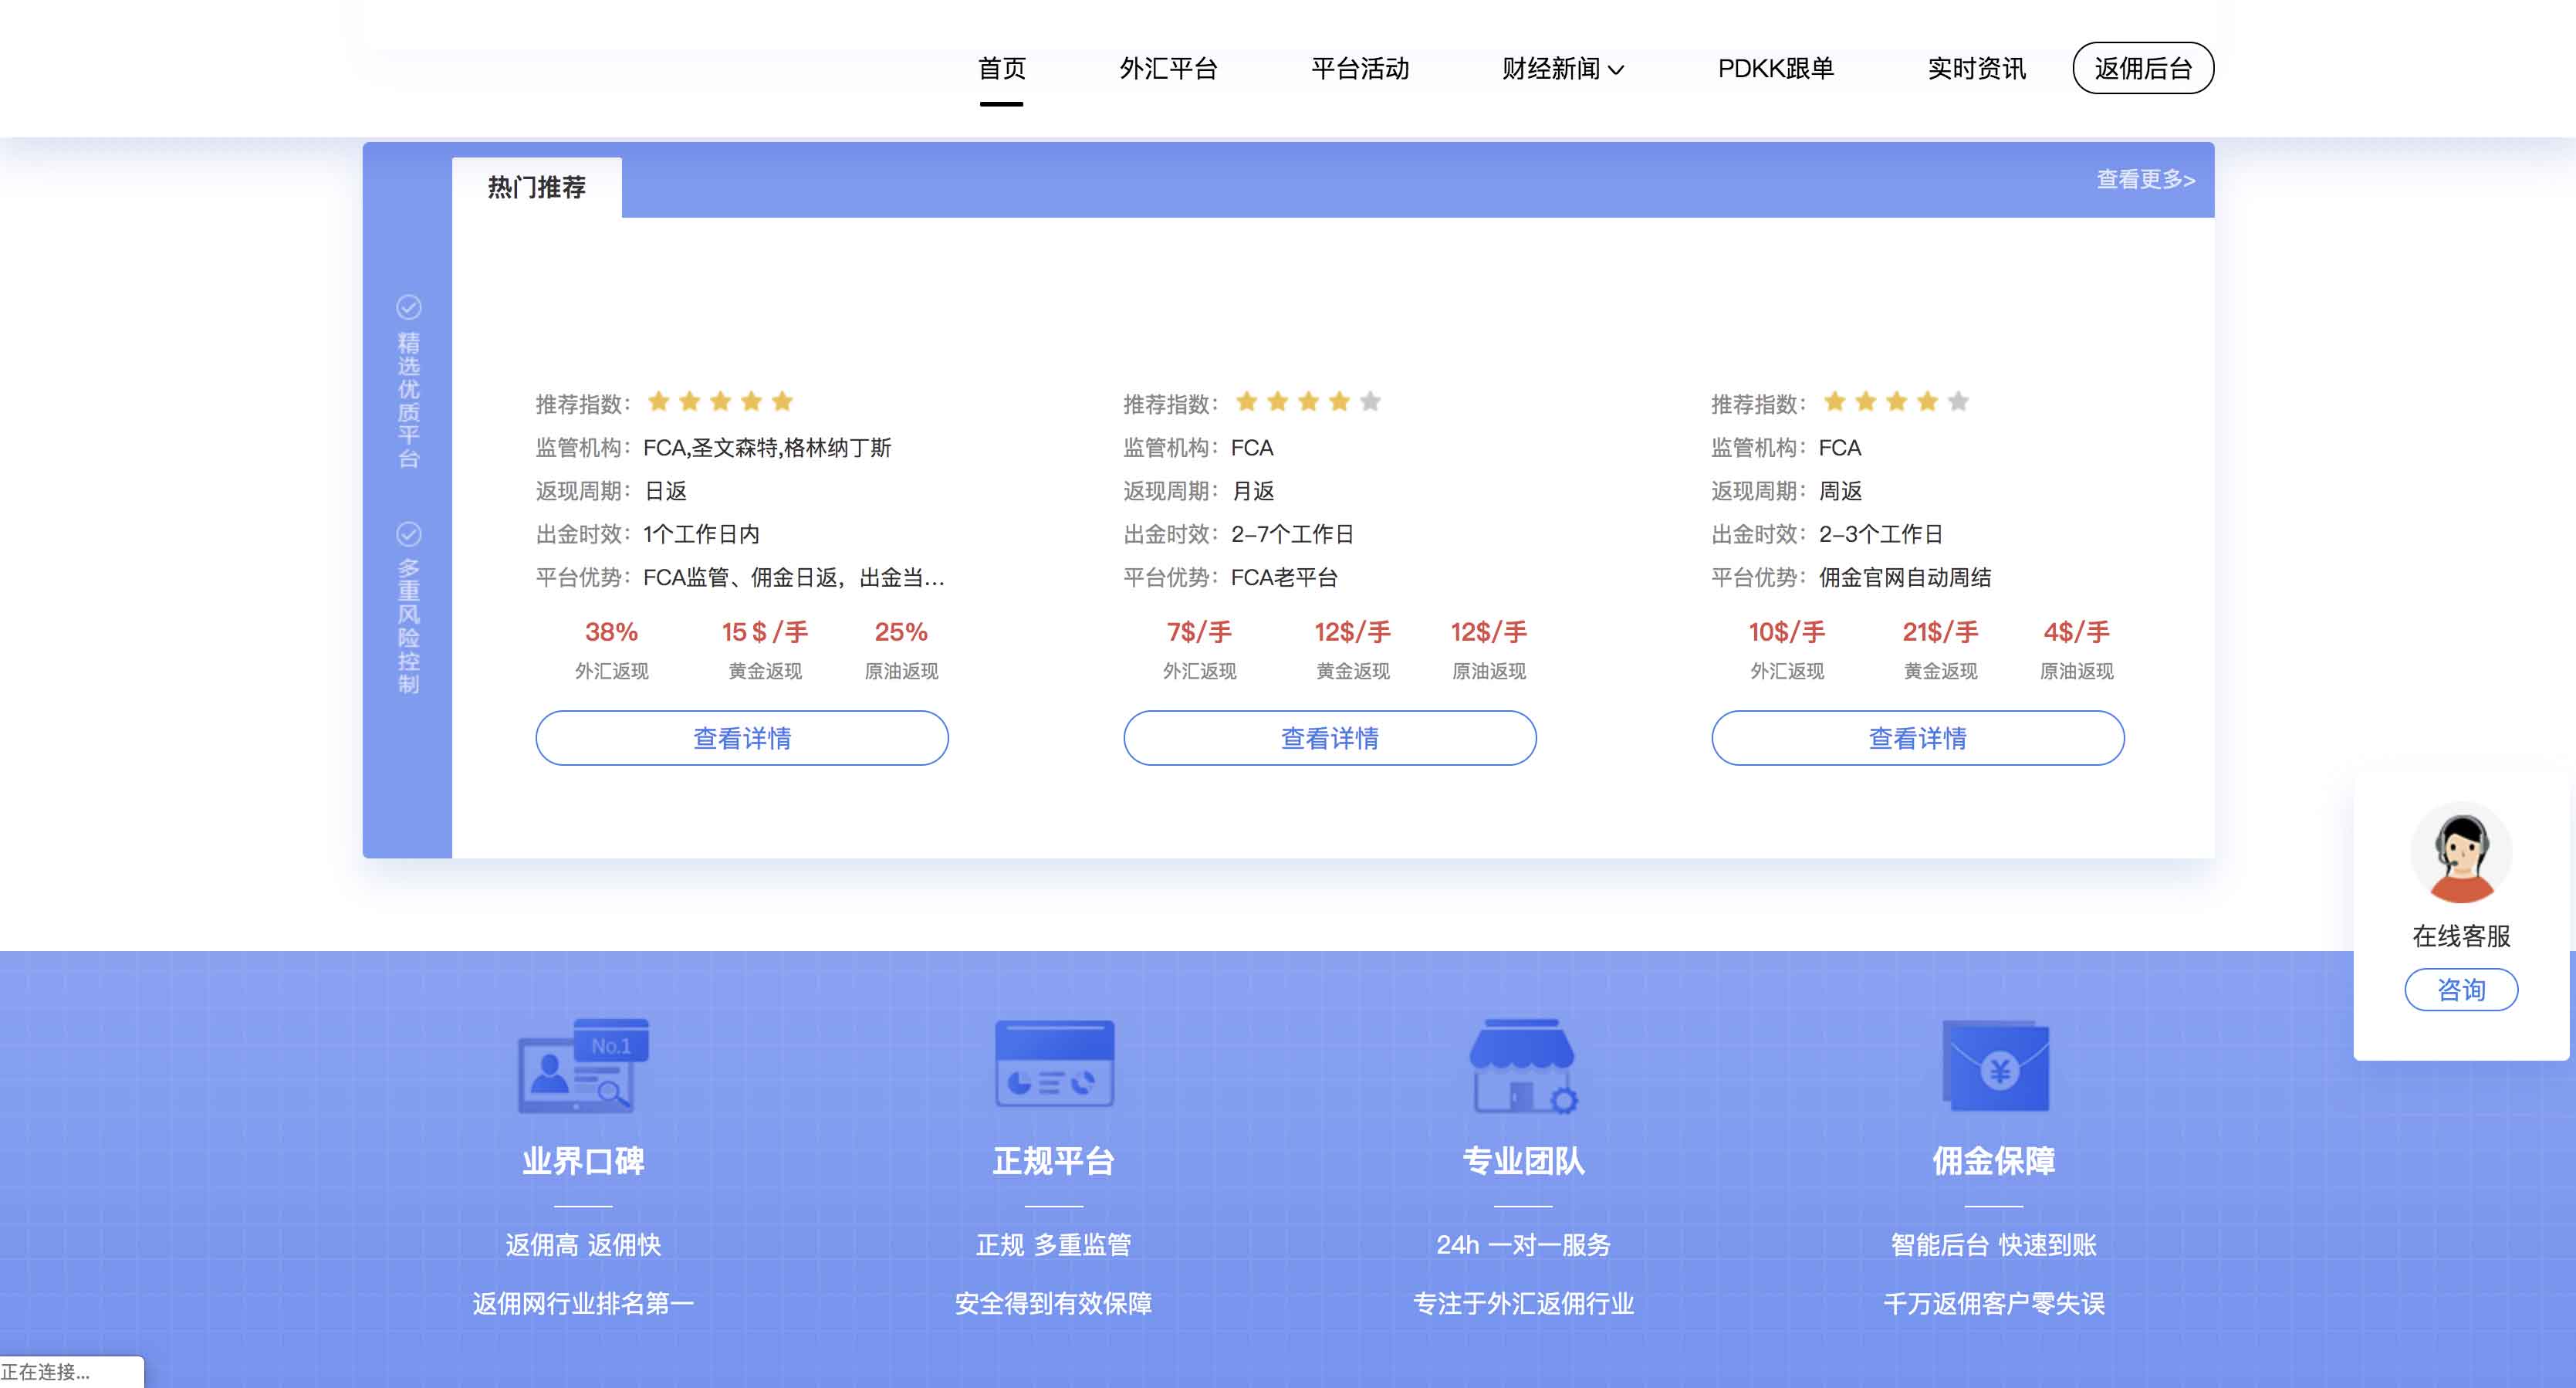 首页 外汇平台 平台活动 财经新闻 PDKK跟单 实时资讯 返佣后台
热门推荐 查看更多>
精选优质平台
多重风险控制
推荐指数：
监管机构：FCA,圣文森特,格林纳丁斯
返现周期：日返
出金时效：1个工作日内
平台优势：FCA监管、佣金日返，出金当...
38% 15＄/手 25%
外汇返现 黄金返现 原油返现
查看详情
推荐指数：
监管机构：FCA
返现周期：月返
出金时效：2-7个工作日
平台优势：FCA老平台
7$/手 12$/手 12$/手
外汇返现 黄金返现 原油返现
查看详情
推荐指数：
监管机构：FCA
返现周期：周返
出金时效：2-3个工作日
平台优势：佣金官网自动周结
10$/手 21$/手 4$/手
外汇返现 黄金返现 原油返现
查看详情
在线客服
咨询
No.1
业界口碑
返佣高 返佣快
返佣网行业排名第一
正规平台
正规 多重监管
安全得到有效保障
专业团队
24h 一对一服务
专注于外汇返佣行业
¥
佣金保障
智能后台 快速到账
千万返佣客户零失误
正在连接...